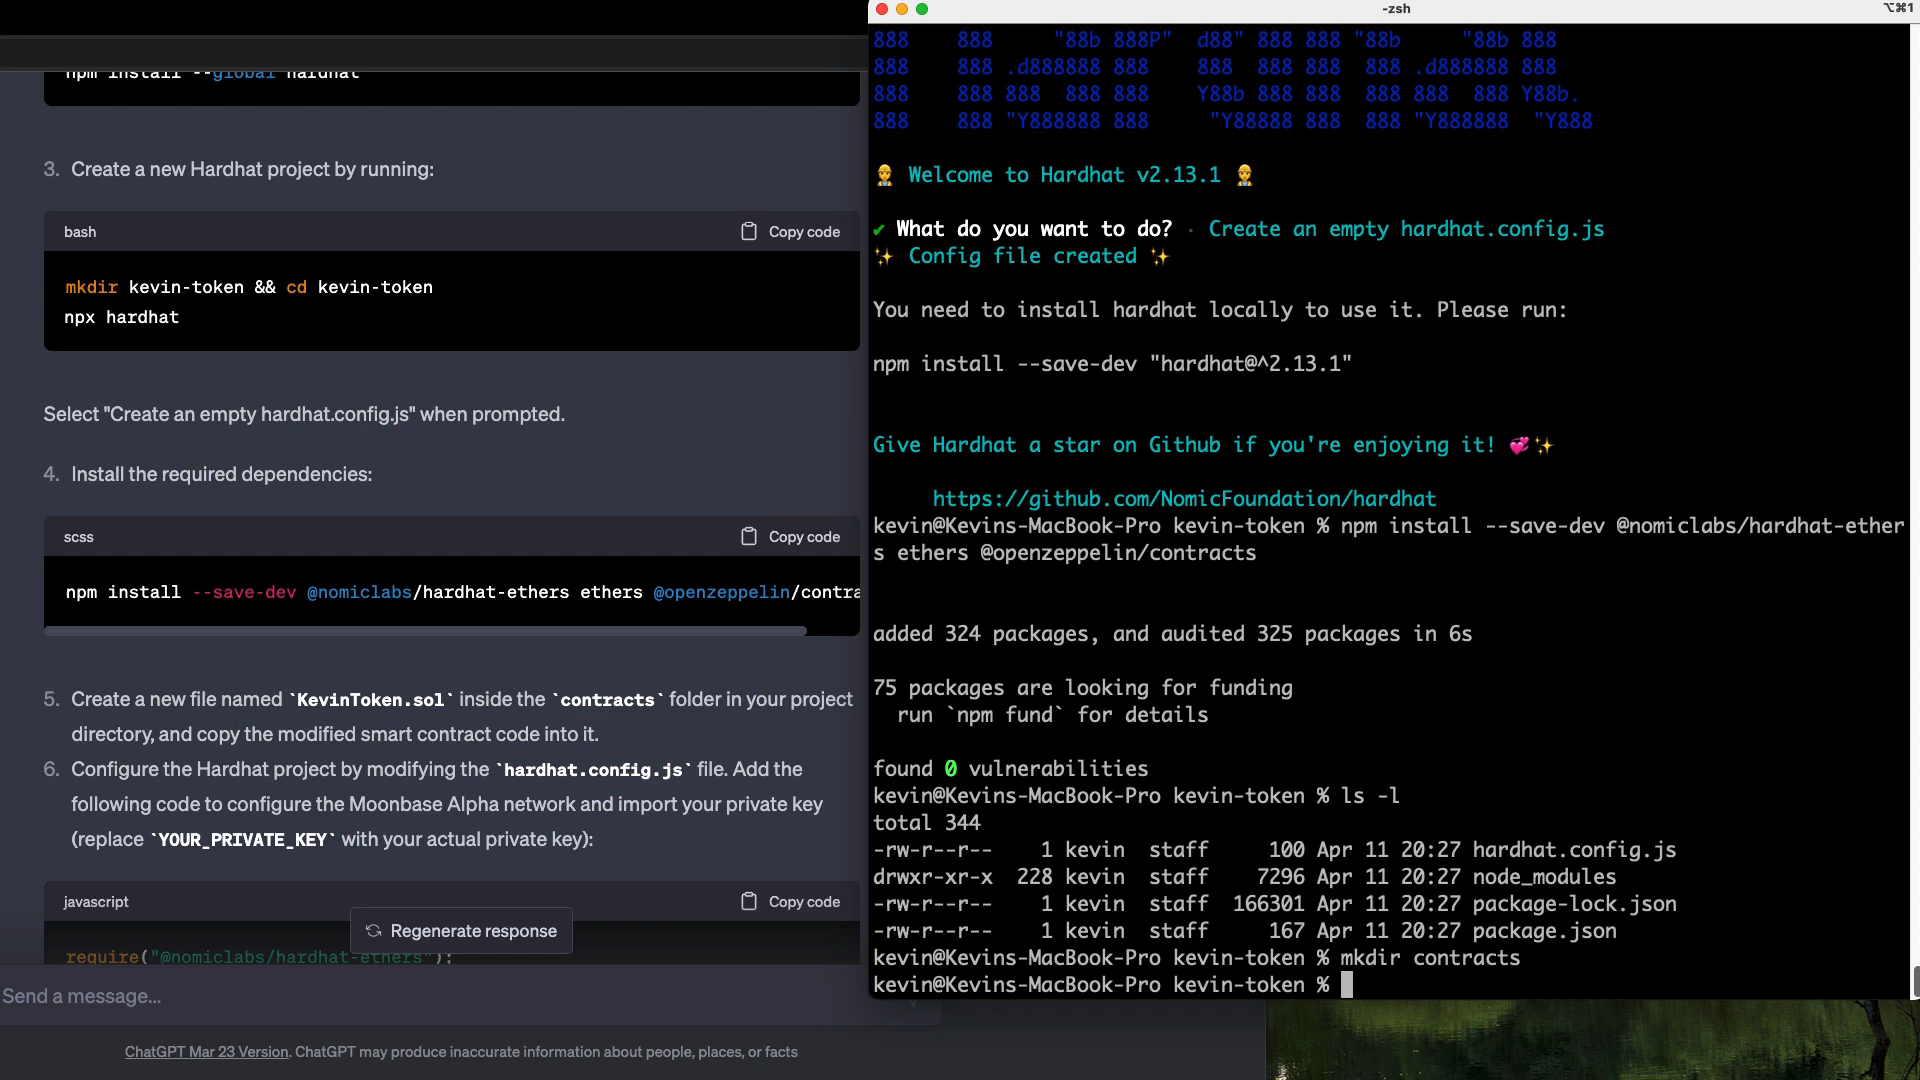 npm install --global hardhat
3. Create a new Hardhat project by running:
bash
Copy code
mkdir kevin-token && cd kevin-token
npx hardhat
Select "Create an empty hardhat.config.js" when prompted.
4. Install the required dependencies:
scss
Copy code
npm install --save-dev @nomiclabs/hardhat-ethers ethers @openzeppelin/contra
5. Create a new file named `KevinToken.sol` inside the `contracts` folder in your project
directory, and copy the modified smart contract code into it.
6. Configure the Hardhat project by modifying the `hardhat.config.js` file. Add the
following code to configure the Moonbase Alpha network and import your private key
(replace `YOUR_PRIVATE_KEY` with your actual private key):
javascript
Copy code
Regenerate response
require("@nomiclabs/hardhat-ethers");
Send a message...
ChatGPT Mar 23 Version. ChatGPT may produce inaccurate information about people, places, or facts
-zsh
⌥⌘1
888    888     "88b 888P"  d88" 888 888 "88b     "88b 888
888    888 .d888888 888    888  888 888  888 .d888888 888
888    888 888  888 888    Y88b 888 888  888 888  888 Y88b.
888    888 "Y888888 888     "Y88888 888  888 "Y888888  "Y888
👷 Welcome to Hardhat v2.13.1 👷
✔ What do you want to do? · Create an empty hardhat.config.js
✨ Config file created ✨
You need to install hardhat locally to use it. Please run:
npm install --save-dev "hardhat@^2.13.1"
Give Hardhat a star on Github if you're enjoying it! 💞✨
https://github.com/NomicFoundation/hardhat
kevin@Kevins-MacBook-Pro kevin-token % npm install --save-dev @nomiclabs/hardhat-ether
s ethers @openzeppelin/contracts
added 324 packages, and audited 325 packages in 6s
75 packages are looking for funding
run `npm fund` for details
found 0 vulnerabilities
kevin@Kevins-MacBook-Pro kevin-token % ls -l
total 344
-rw-r--r--    1 kevin  staff     100 Apr 11 20:27 hardhat.config.js
drwxr-xr-x  228 kevin  staff    7296 Apr 11 20:27 node_modules
-rw-r--r--    1 kevin  staff  166301 Apr 11 20:27 package-lock.json
-rw-r--r--    1 kevin  staff     167 Apr 11 20:27 package.json
kevin@Kevins-MacBook-Pro kevin-token % mkdir contracts
kevin@Kevins-MacBook-Pro kevin-token %